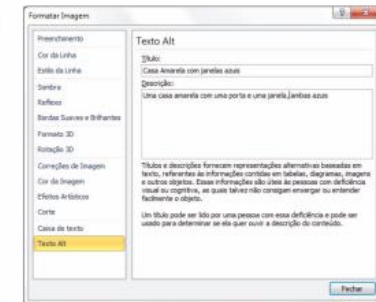 Formatar Imagem
Preenchimento
Cor da Linha
Estilo da Linha
Sombra
Reflexo
Bordas Suaves e Brilhantes
Formato 3D
Rotação 3D
Correções de Imagem
Cor da Imagem
Efeitos Artísticos
Corte
Caixa de texto
Texto Alt
Texto Alt
Título:
Casa Amarela com janelas azuis
Descrição:
Uma casa amarela com uma porta e uma janela,|ambas azuis
Títulos e descrições fornecem representações alternativas baseadas em
texto, referentes às informações contidas em tabelas, diagramas, imagens
e outros objetos. Essas informações são úteis às pessoas com deficiência
visual ou cognitiva, as quais talvez não consigam enxergar ou entender
facilmente o objeto.
Um título pode ser lido por uma pessoa com essa deficiência e pode ser
usado para determinar se ela quer ouvir a descrição do conteúdo.
Fechar